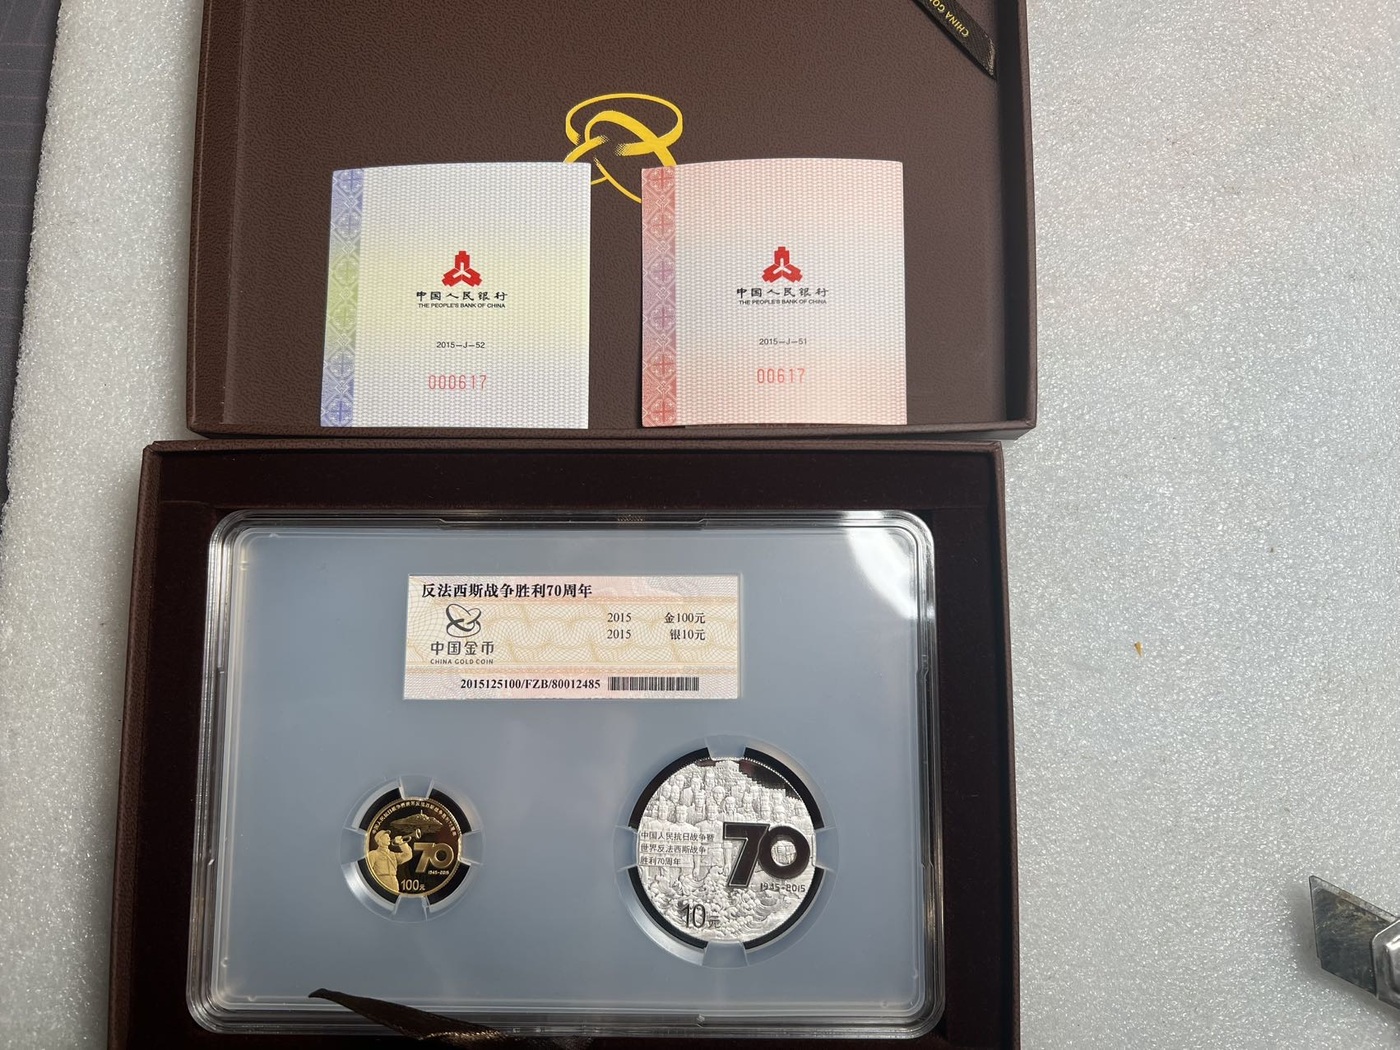 CHINA GO
中国人民银行
THE PEOPLE'S BANK OF CHINA
2015-J-52
000617
中国人民银行
THE PEOPLE'S BANK OF CHINA
2015-J-51
00617
反法西斯战争胜利70周年
2015 金100元
2015 银10元
中国金币
CHINA GOLD COIN
2015125100/FZB/80012485
70
1945-2015
100元
中国人民抗日战争暨
世界反法西斯战争
胜利70周年
70
1945-2015
10元